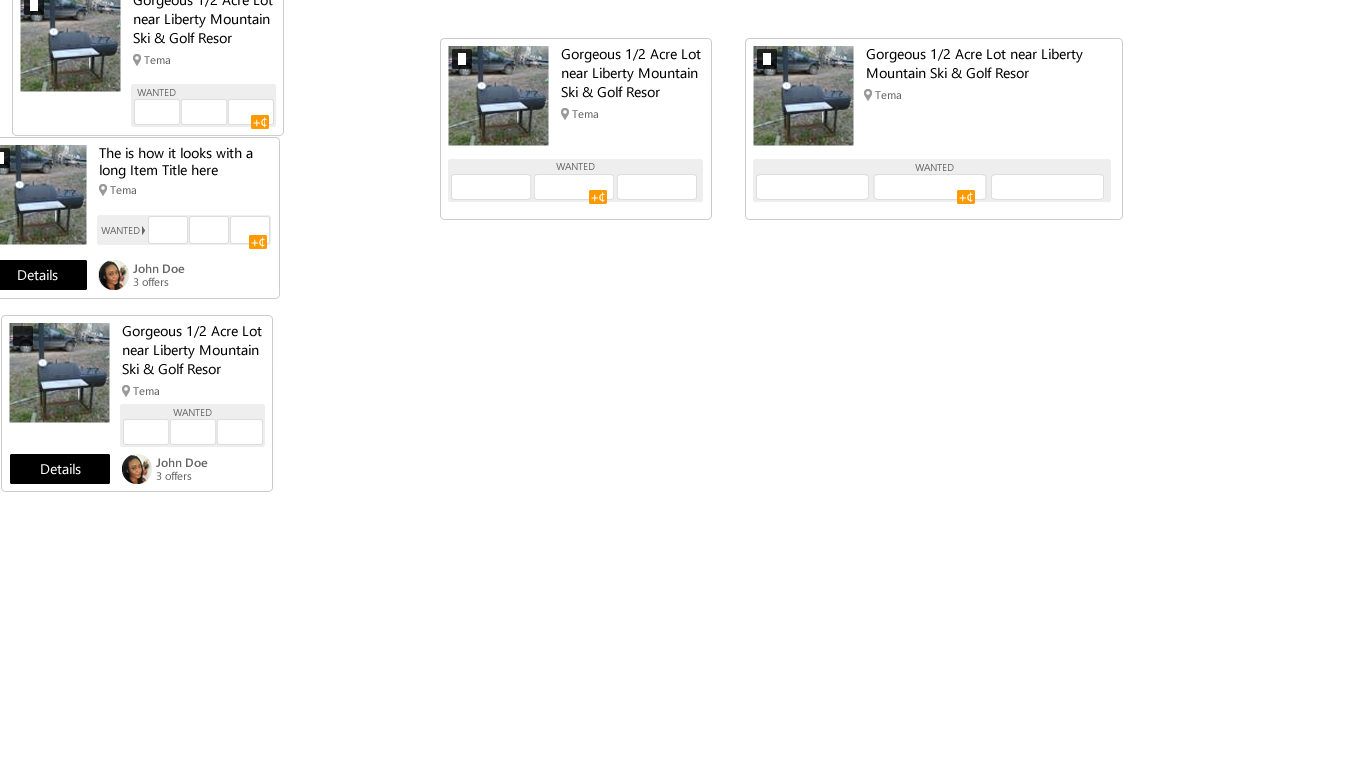 Gorgeous 1/2 Acre Lot
near Liberty Mountain
Ski & Golf Resor
Tema
WANTED
+₵
The is how it looks with a
long Item Title here
Tema
WANTED
+₵
Details
John Doe
3 offers
Gorgeous 1/2 Acre Lot
near Liberty Mountain
Ski & Golf Resor
Tema
WANTED
Details
John Doe
3 offers
Gorgeous 1/2 Acre Lot
near Liberty Mountain
Ski & Golf Resor
Tema
WANTED
+₵
Gorgeous 1/2 Acre Lot near Liberty
Mountain Ski & Golf Resor
Tema
WANTED
+₵